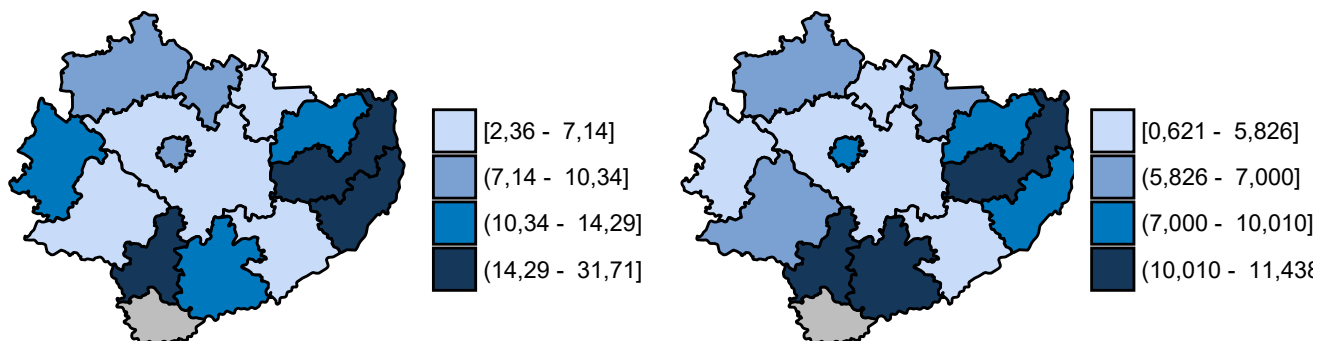 [2,36 - 7,14]
(7,14 - 10,34]
(10,34 - 14,29]
(14,29 - 31,71]
[0,621 - 5,826]
(5,826 - 7,000]
(7,000 - 10,010]
(10,010 - 11,438